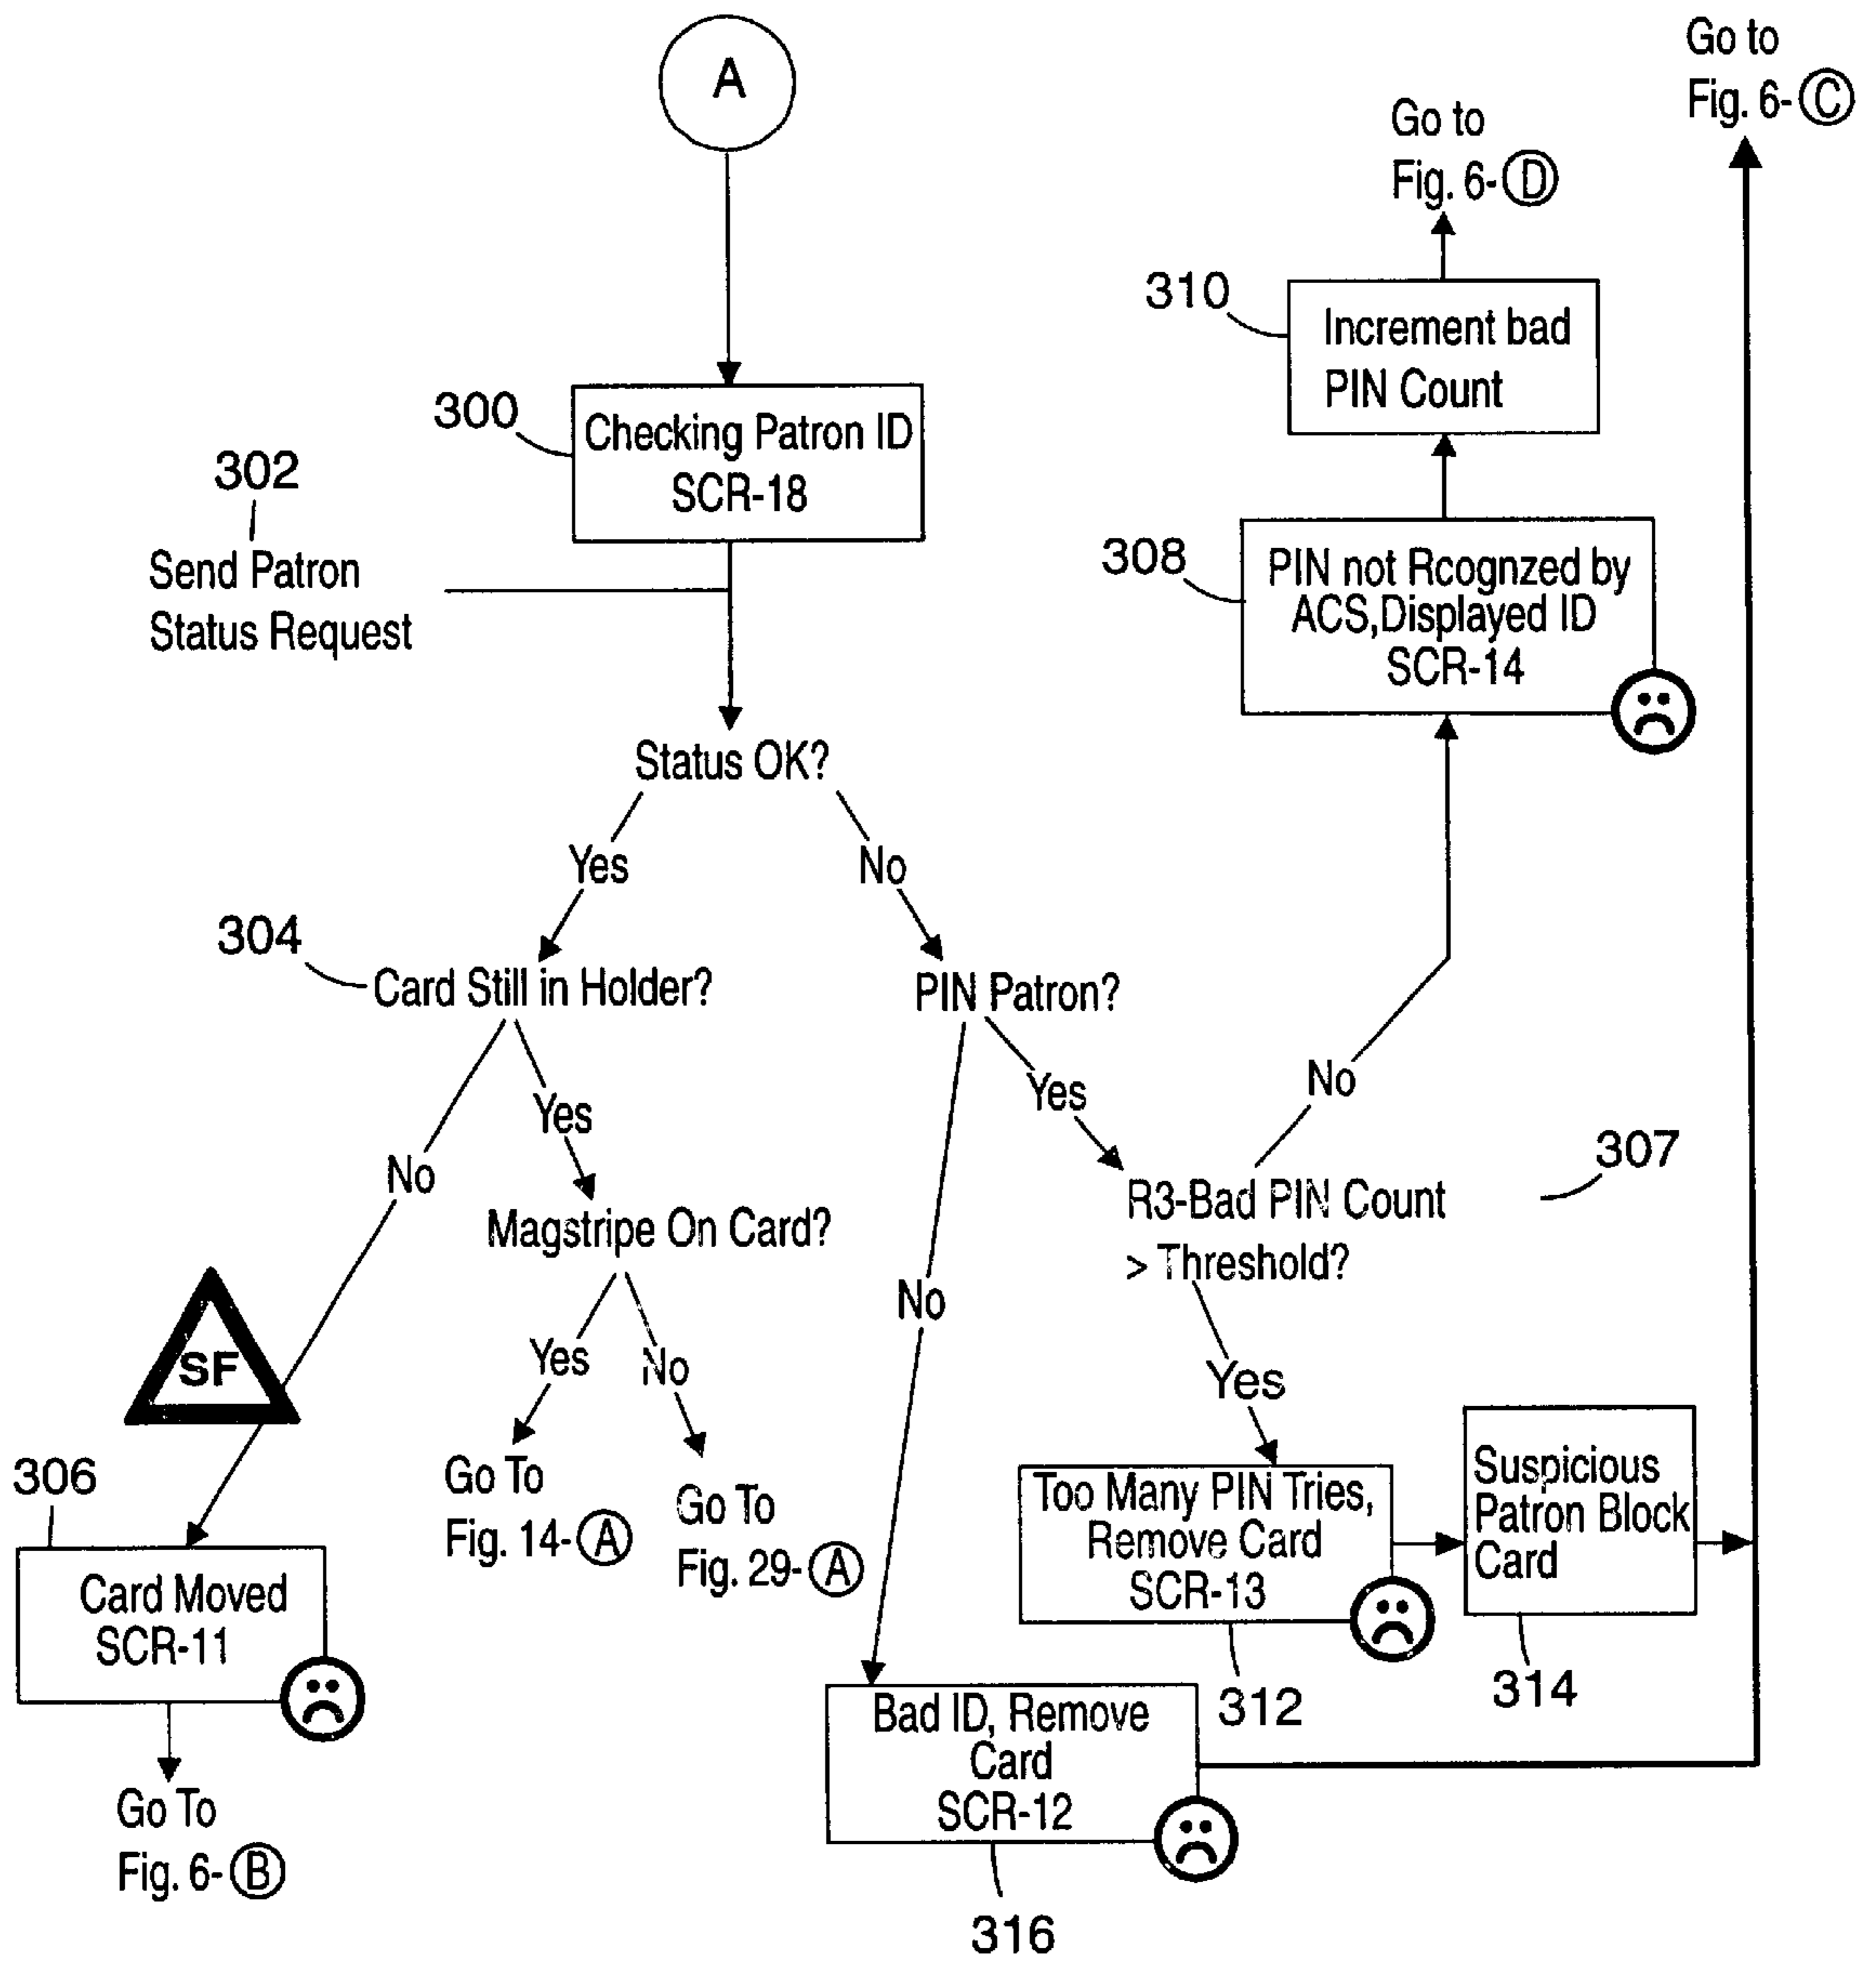 A
Go to
Fig. 6-C
Go to
Fig. 6-D
310
Increment bad
PIN Count
300
Checking Patron ID
SCR-18
302
Send Patron
Status Request
308
PIN not Rcognzed by
ACS,Displayed ID
SCR-14
Status OK?
Yes
No
304
Card Still in Holder?
PIN Patron?
No
Yes
Yes
No
307
R3-Bad PIN Count
> Threshold?
Magstripe On Card?
No
Yes
No
Yes
SF
Go To
Fig. 14-A
Go To
Fig. 29-A
306
Card Moved
SCR-11
Go To
Fig. 6-B
Too Many PIN Tries,
Remove Card
SCR-13
312
Suspicious
Patron Block
Card
314
Bad ID, Remove
Card
SCR-12
316